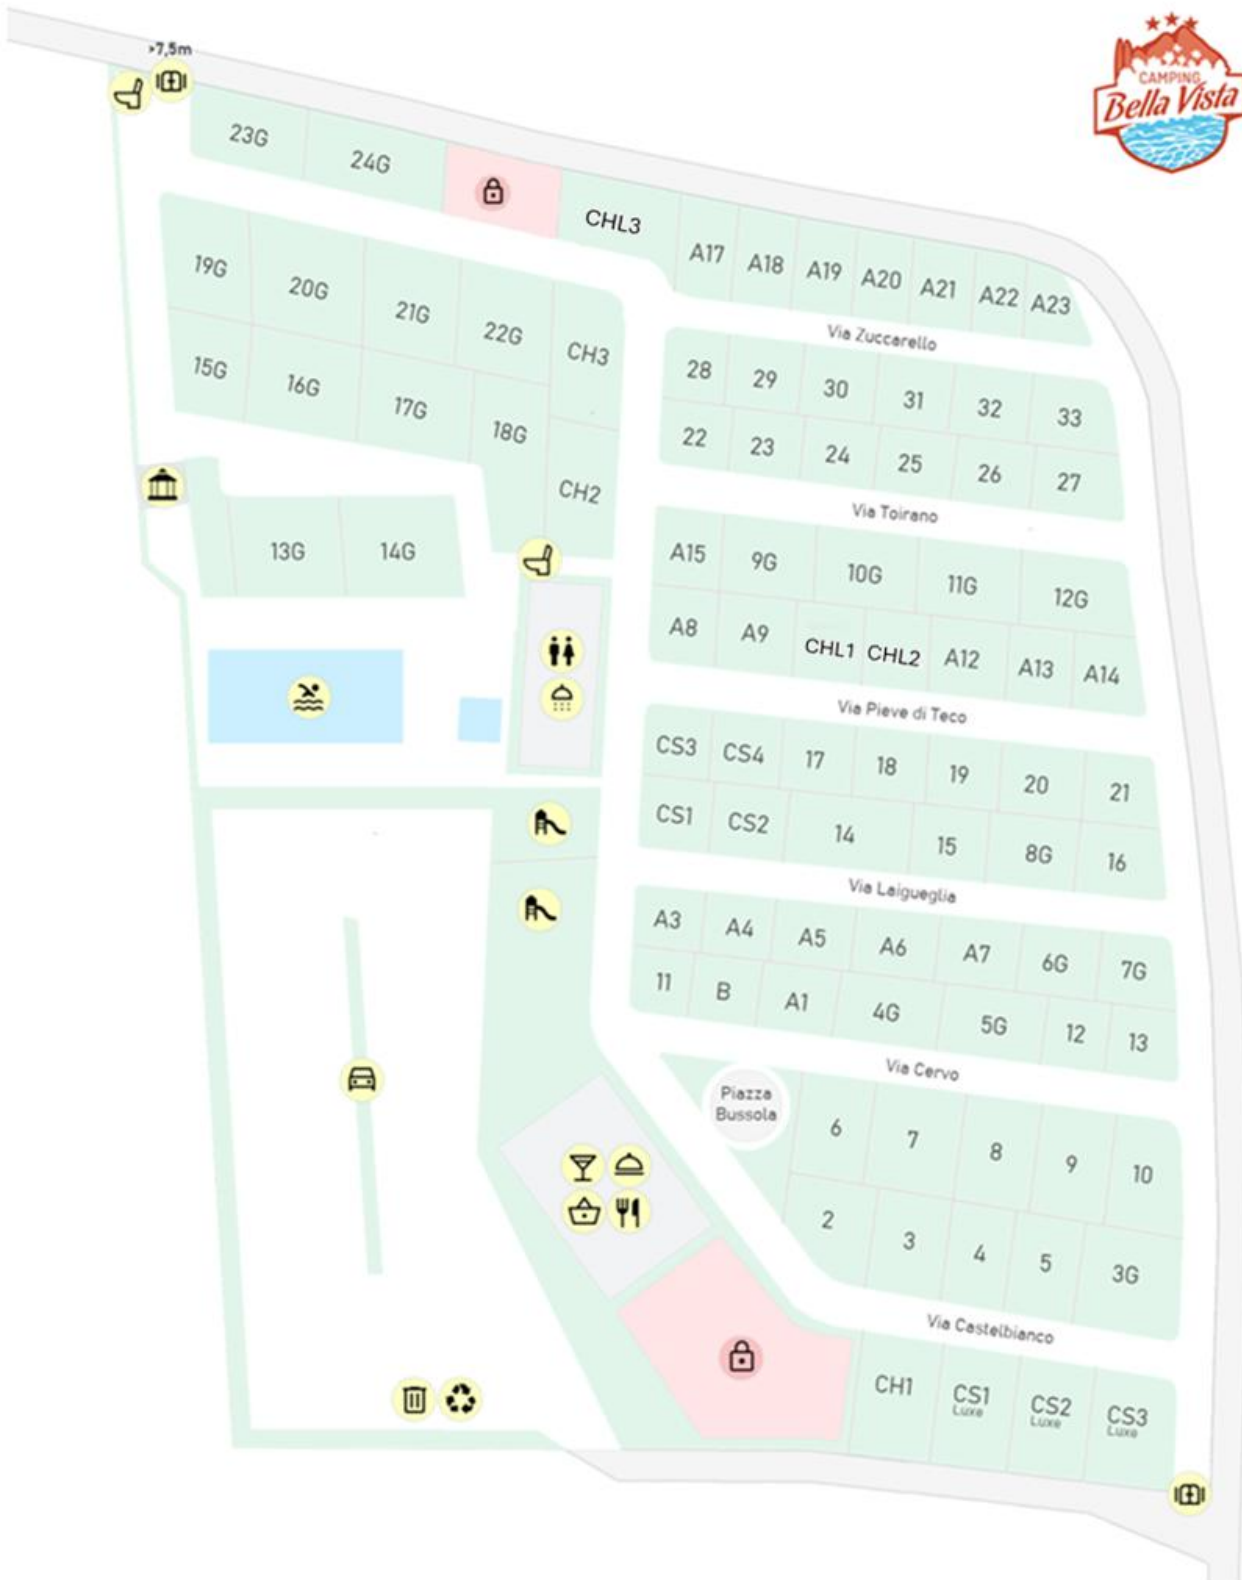 >7,5m
CAMPING
Bella Vista
23G
24G
CHL3
A17
A18
A19
A20
A21
A22
A23
Via Zuccarello
19G
20G
21G
22G
CH3
15G
16G
17G
18G
CH2
28
29
30
31
32
33
22
23
24
25
26
27
Via Toirano
13G
14G
A15
9G
10G
11G
12G
A8
A9
CHL1
CHL2
A12
A13
A14
Via Pieve di Teco
CS3
CS4
17
18
19
20
21
CS1
CS2
14
15
8G
16
Via Laigueglia
A3
A4
A5
A6
A7
6G
7G
11
B
A1
4G
5G
12
13
Via Cervo
Piazza
Bussola
6
7
8
9
10
2
3
4
5
3G
Via Castelbianco
CH1
CS1
Luxe
CS2
Luxe
CS3
Luxe